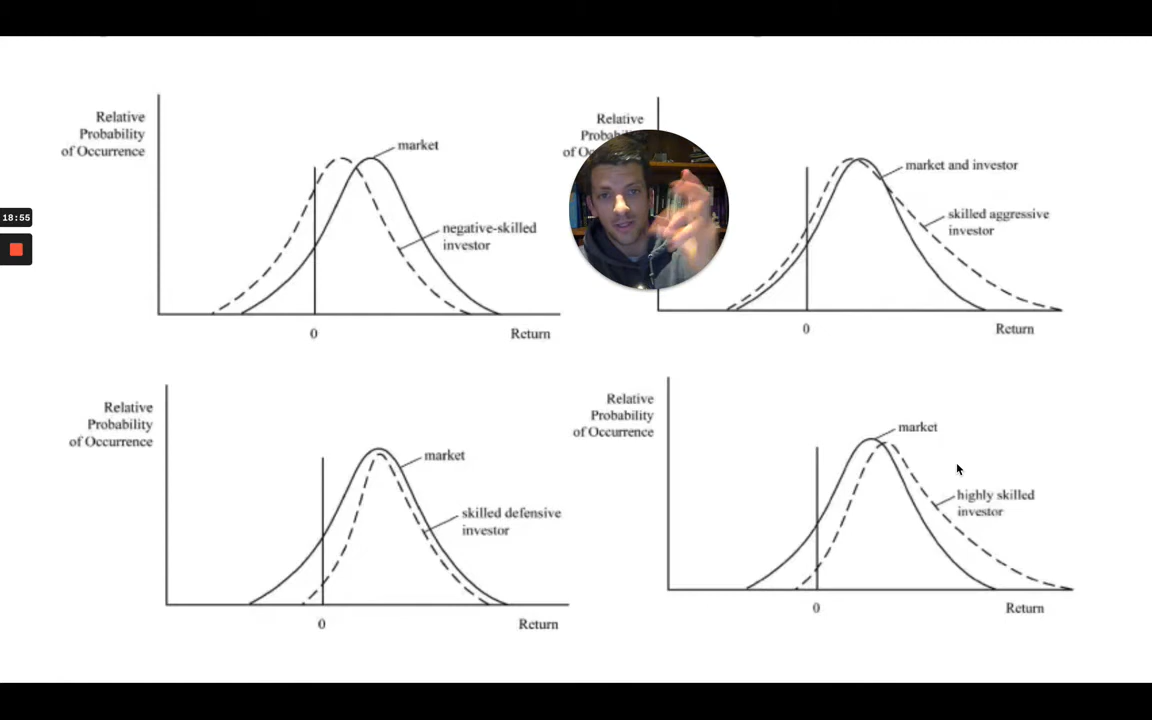 Relative
Probability
of Occurrence
market
negative-skilled
investor
0
Return
Relative
market and investor
skilled aggressive
investor
0
Return
18:55
Relative
Probability
of Occurrence
market
skilled defensive
investor
0
Return
Relative
Probability
of Occurrence
market
highly skilled
investor
0
Return